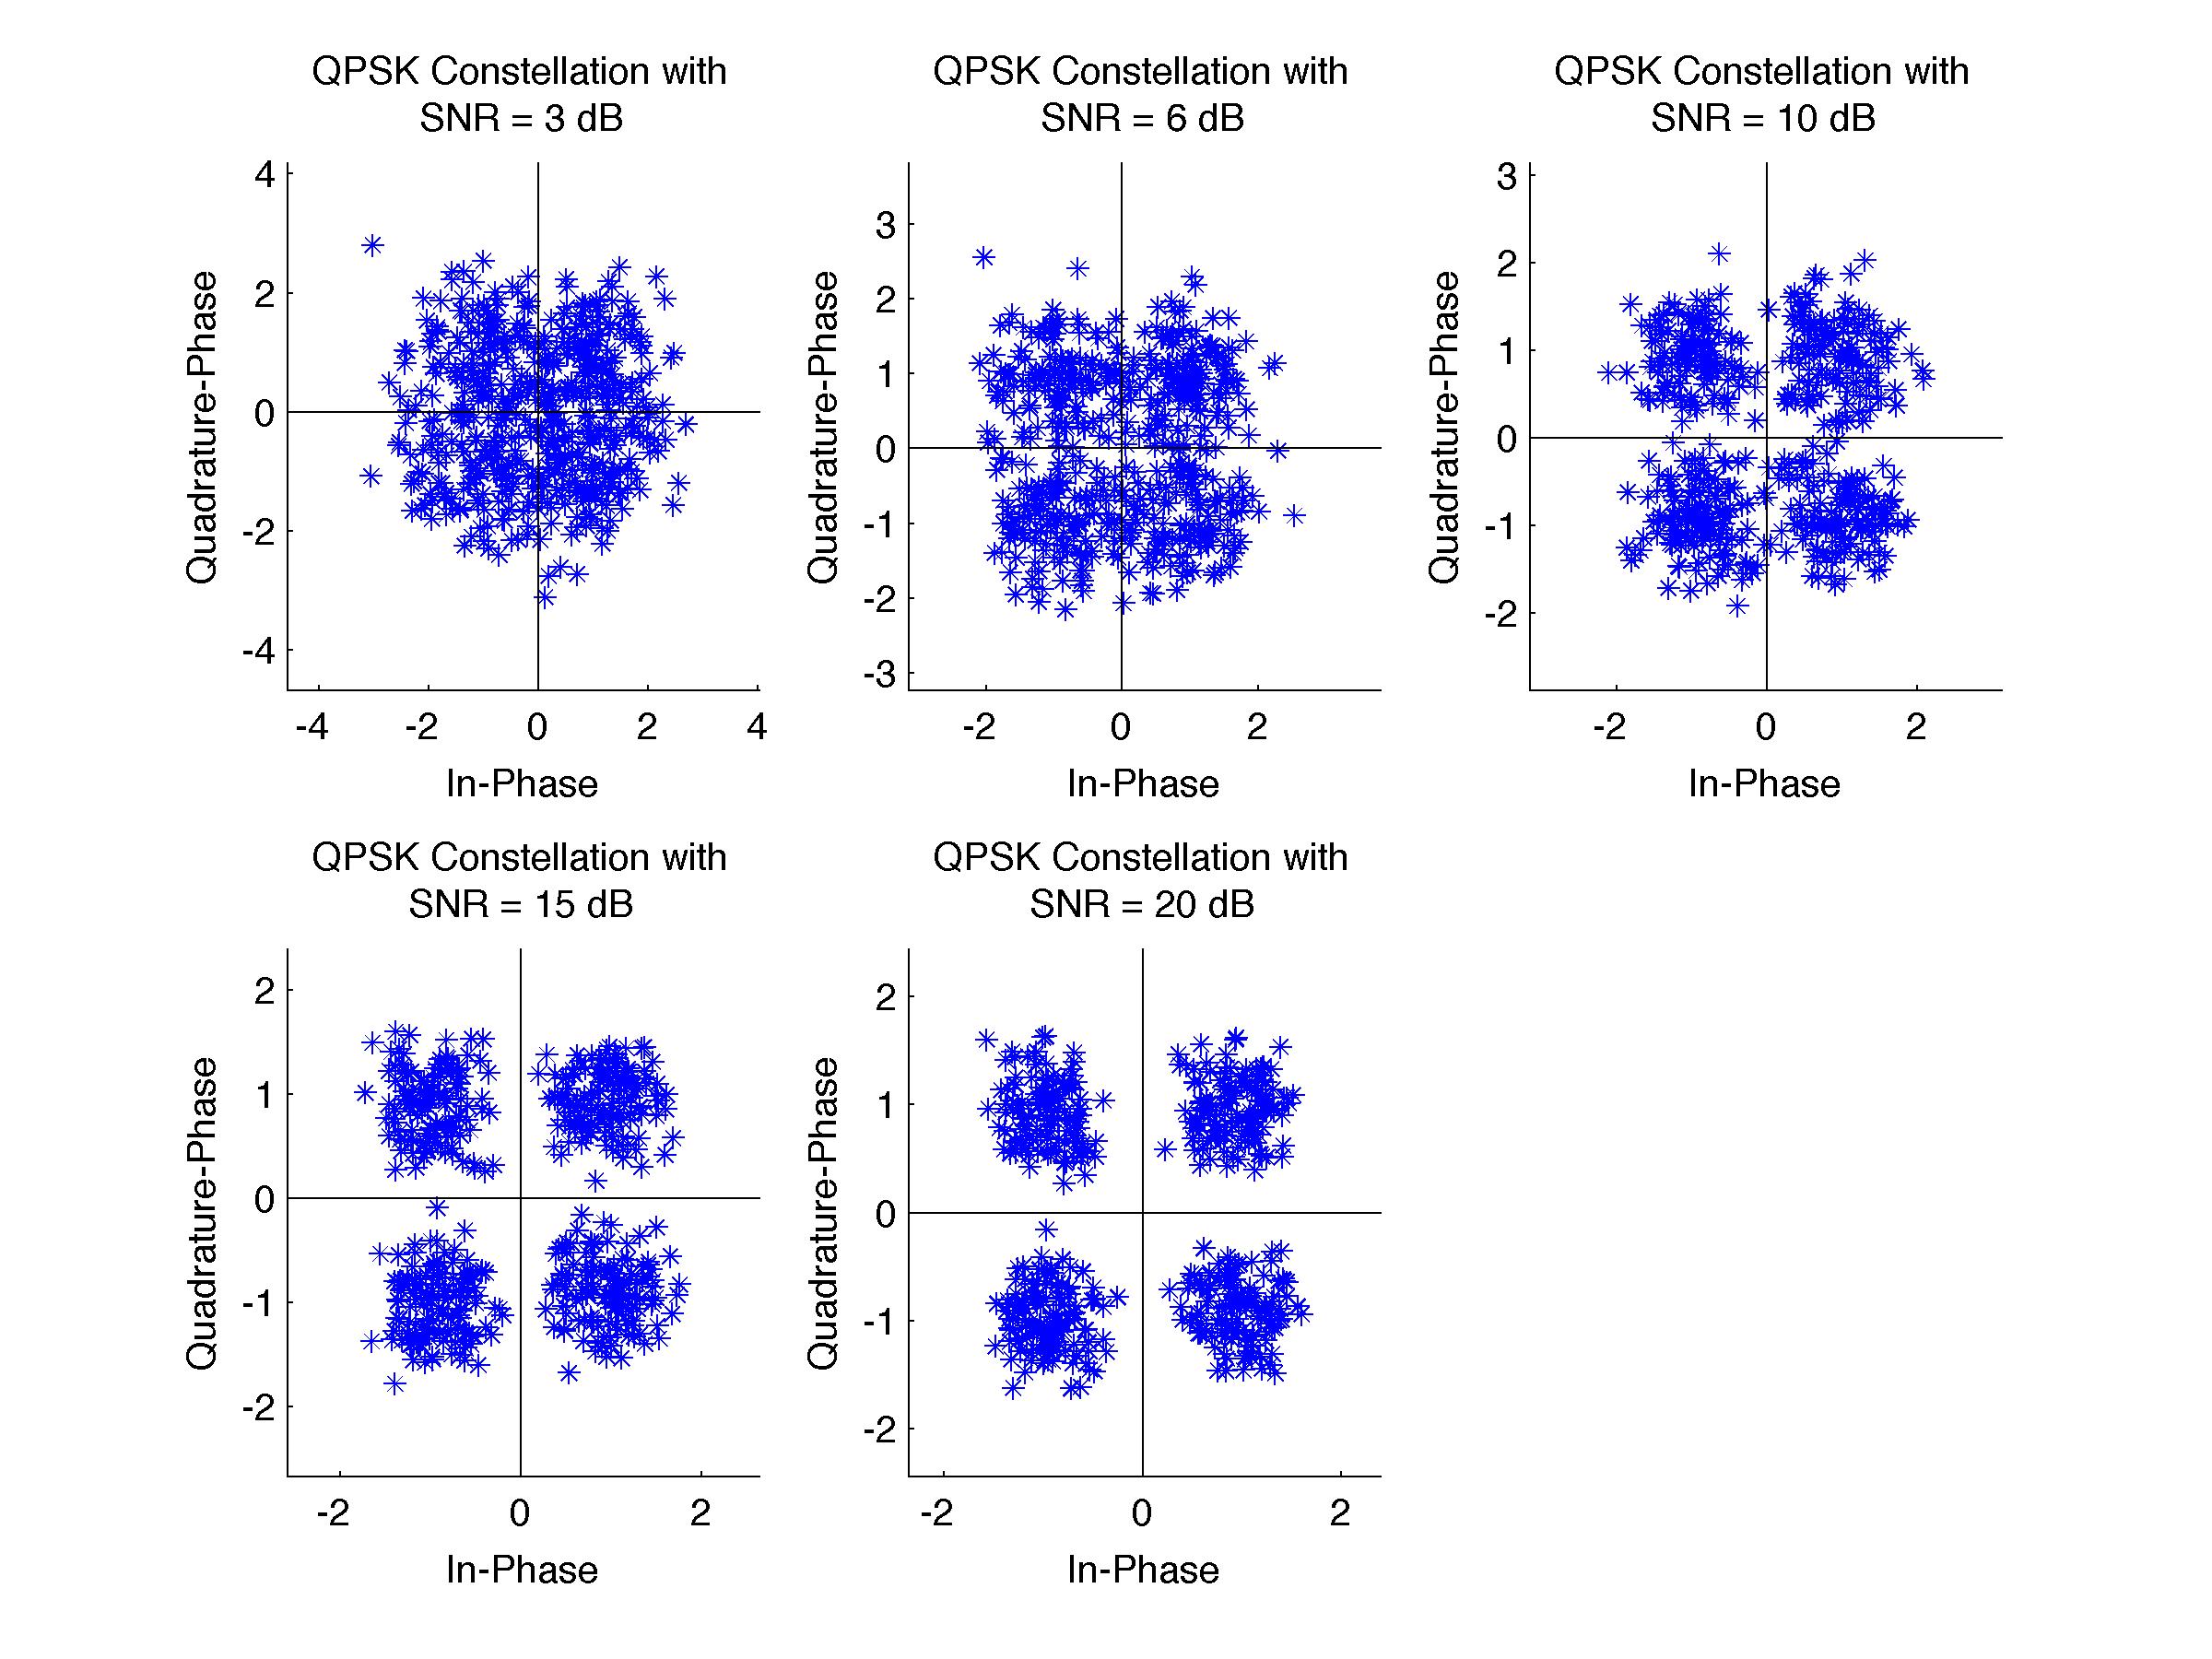 QPSK Constellation with
SNR = 3 dB
4
2
0
-2
-4
Quadrature-Phase
-4 -2 0 2 4
In-Phase
QPSK Constellation with
SNR = 6 dB
3
2
1
0
-1
-2
-3
Quadrature-Phase
-2 0 2
In-Phase
QPSK Constellation with
SNR = 10 dB
3
2
1
0
-1
-2
Quadrature-Phase
-2 0 2
In-Phase
QPSK Constellation with
SNR = 15 dB
2
1
0
-1
-2
Quadrature-Phase
-2 0 2
In-Phase
QPSK Constellation with
SNR = 20 dB
2
1
0
-1
-2
Quadrature-Phase
-2 0 2
In-Phase